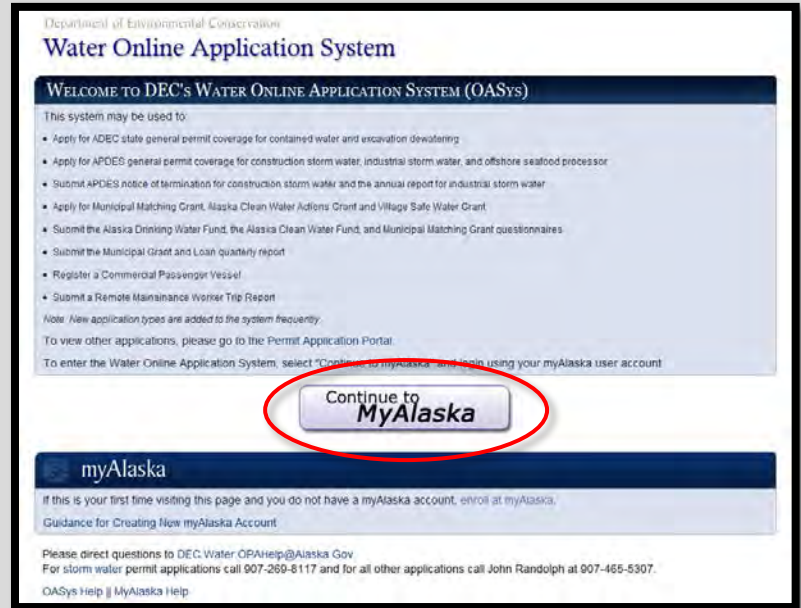 Department of Environmental Conservation
Water Online Application System
WELCOME TO DEC'S WATER ONLINE APPLICATION SYSTEM (OASYS)
This system may be used to:
• Apply for ADEC state general permit coverage for contained water and excavation dewatering
• Apply for APDES general permit coverage for construction storm water, industrial storm water, and offshore seafood processor
• Submit APDES notice of termination for construction storm water and the annual report for industrial storm water
• Apply for Municipal Matching Grant, Alaska Clean Water Actions Grant and Village Safe Water Grant
• Submit the Alaska Drinking Water Fund, the Alaska Clean Water Fund, and Municipal Matching Grant questionnaires
• Submit the Municipal Grant and Loan quarterly report
• Register a Commercial Passenger Vessel
• Submit a Remote Mainainance Worker Trip Report
Note: New application types are added to the system frequently.
To view other applications, please go to the Permit Application Portal.
To enter the Water Online Application System, select "Continue to myAlaska" and login using your myAlaska user account
Continue to
MyAlaska
myAlaska
If this is your first time visiting this page and you do not have a myAlaska account, enroll at myAlaska.
Guidance for Creating New myAlaska Account
Please direct questions to DEC.Water.OPAHelp@Alaska.Gov
For storm water permit applications call 907-269-8117 and for all other applications call John Randolph at 907-465-5307.
OASys Help || MyAlaska Help